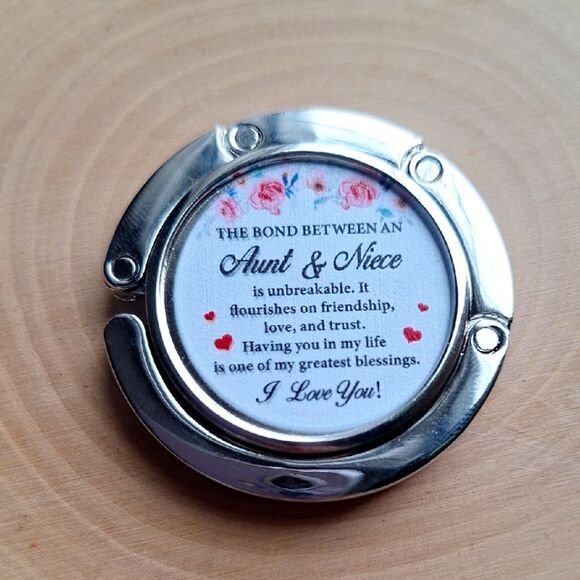 THE BOND BETWEEN AN
Aunt & Niece
is unbreakable. It
flourishes on friendship,
love, and trust.
Having you in my life
is one of my greatest blessings.
I Love You!